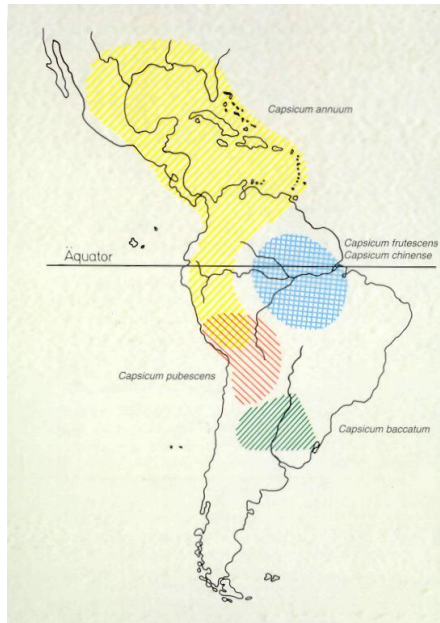 Capsicum annuum
Capsicum frutescens
Capsicum chinense
Äquator
Capsicum pubescens
Capsicum baccatum